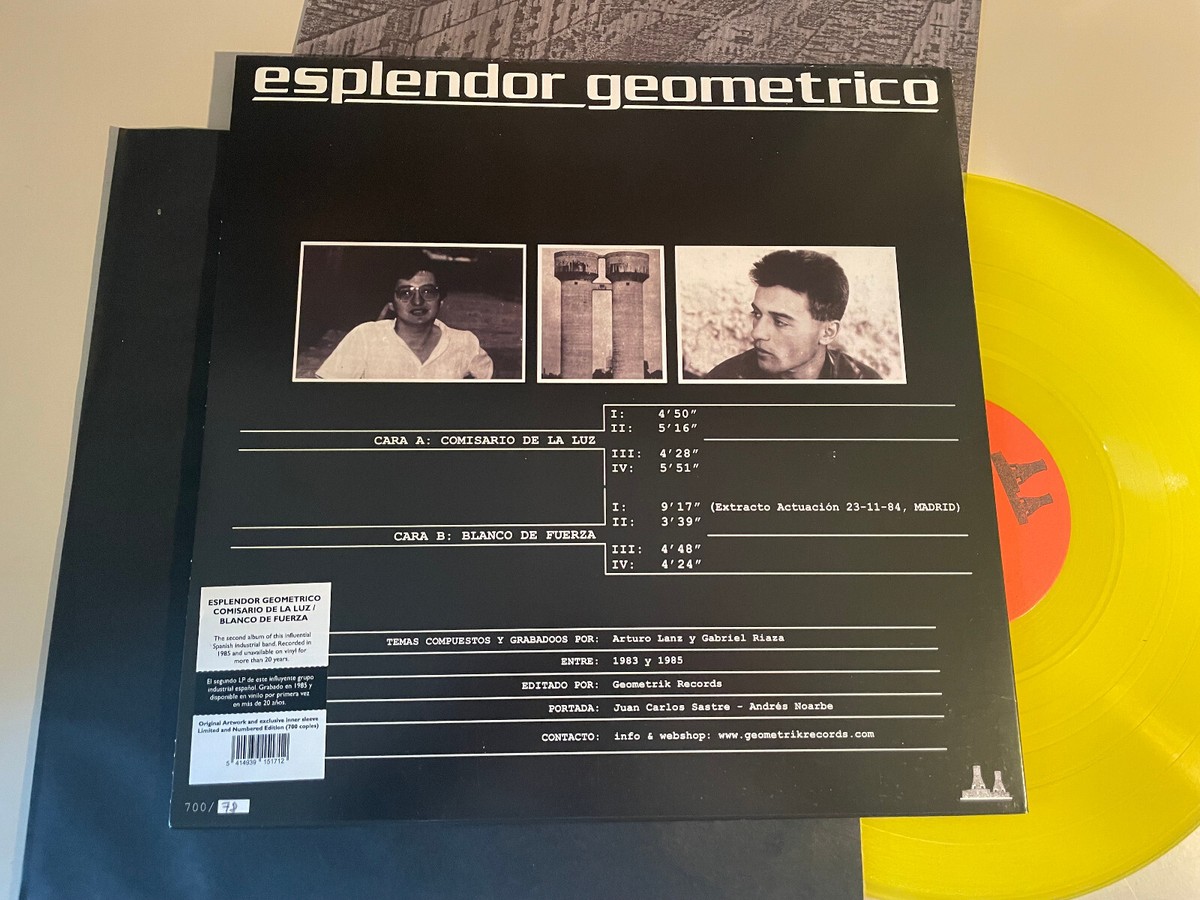 esplendor geometrico
I: 4'50"
II: 5'16"
CARA A: COMISARIO DE LA LUZ
III: 4'28"
IV: 5'51"
I: 9'17" (Extracto Actuación 23-11-84, MADRID)
II: 3'39"
CARA B: BLANCO DE FUERZA
III: 4'48"
IV: 4'24"
ESPLENDOR GEOMETRICO
COMISARIO DE LA LUZ /
BLANCO DE FUERZA
The second album of this influential
Spanish industrial band. Recorded in
1985 and unavailable on vinyl for
more than 20 years.
El segundo LP de este influyente grupo
industrial español. Grabado en 1985 y
disponible en vinilo por primera vez
en más de 20 años.
Original Artwork and exclusive inner sleeve
Limited and Numbered Edition (700 copies)
5 414939 151712
TEMAS COMPUESTOS Y GRABADOOS POR: Arturo Lanz y Gabriel Riaza
ENTRE: 1983 y 1985
EDITADO POR: Geometrik Records
PORTADA: Juan Carlos Sastre - Andrés Noarbe
CONTACTO: info & webshop: www.geometrikrecords.com
700/